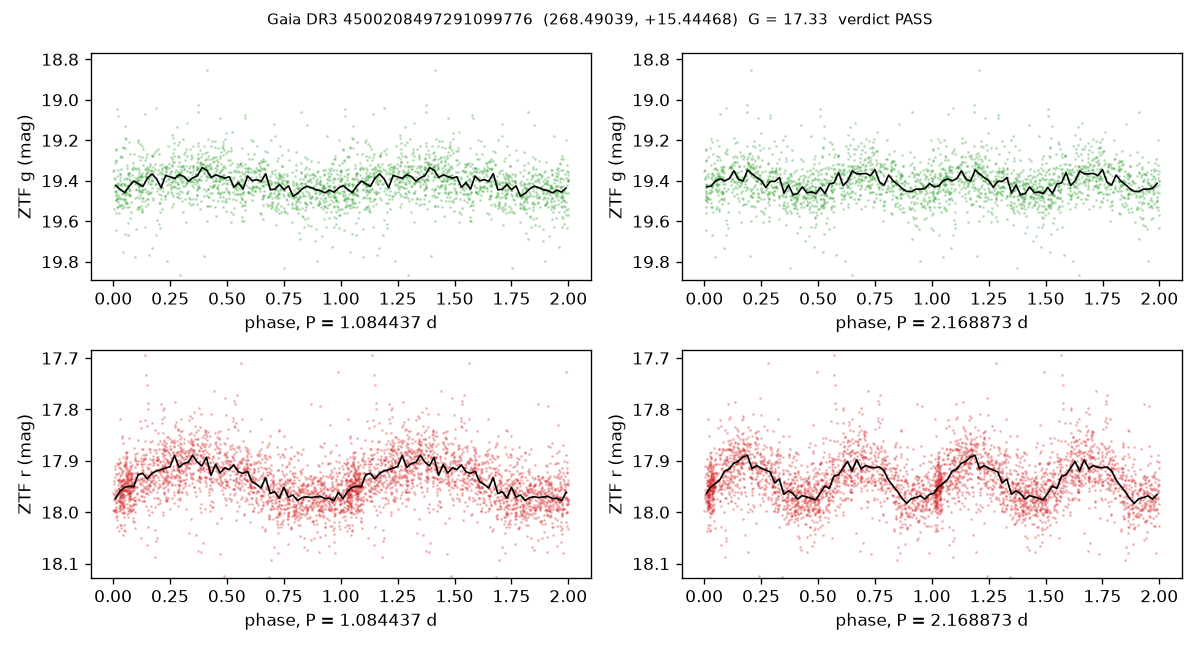 Gaia DR3 4500208497291099776 (268.49039, +15.44468) G = 17.33 verdict PASS
18.8
19.0
19.2
19.4
19.6
19.8
ZTF g (mag)
0.00 0.25 0.50 0.75 1.00 1.25 1.50 1.75 2.00
phase, P = 1.084437 d
18.8
19.0
19.2
19.4
19.6
19.8
ZTF g (mag)
0.00 0.25 0.50 0.75 1.00 1.25 1.50 1.75 2.00
phase, P = 2.168873 d
17.7
17.8
17.9
18.0
18.1
ZTF r (mag)
0.00 0.25 0.50 0.75 1.00 1.25 1.50 1.75 2.00
phase, P = 1.084437 d
17.7
17.8
17.9
18.0
18.1
ZTF r (mag)
0.00 0.25 0.50 0.75 1.00 1.25 1.50 1.75 2.00
phase, P = 2.168873 d